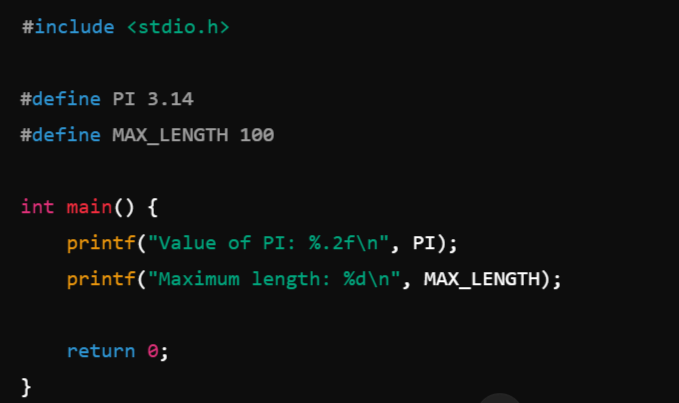 #include <stdio.h>
#define PI 3.14
#define MAX_LENGTH 100
int main() {
printf("Value of PI: %.2f\n", PI);
printf("Maximum length: %d\n", MAX_LENGTH);
return 0;
}